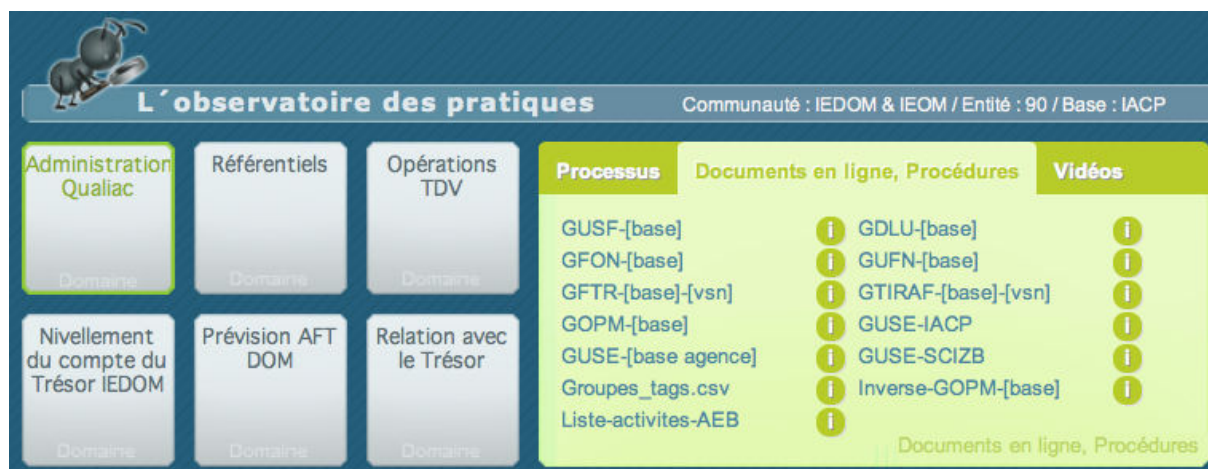 L´observatoire des pratiques
Communauté : IEDOM & IEOM / Entité : 90 / Base : IACP
Administration
Qualiac
Domaine
Référentiels
Domaine
Opérations
TDV
Domaine
Nivellement
du compte du
Trésor IEDOM
Domaine
Prévision AFT
DOM
Domaine
Relation avec
le Trésor
Domaine
Processus
Documents en ligne, Procédures
Vidéos
GUSF-[base]
GFON-[base]
GFTR-[base]-[vsn]
GOPM-[base]
GUSE-[base agence]
Groupes_tags.csv
Liste-activites-AEB
GDLU-[base]
GUFN-[base]
GTIRAF-[base]-[vsn]
GUSE-IACP
GUSE-SCIZB
Inverse-GOPM-[base]
Documents en ligne, Procédures